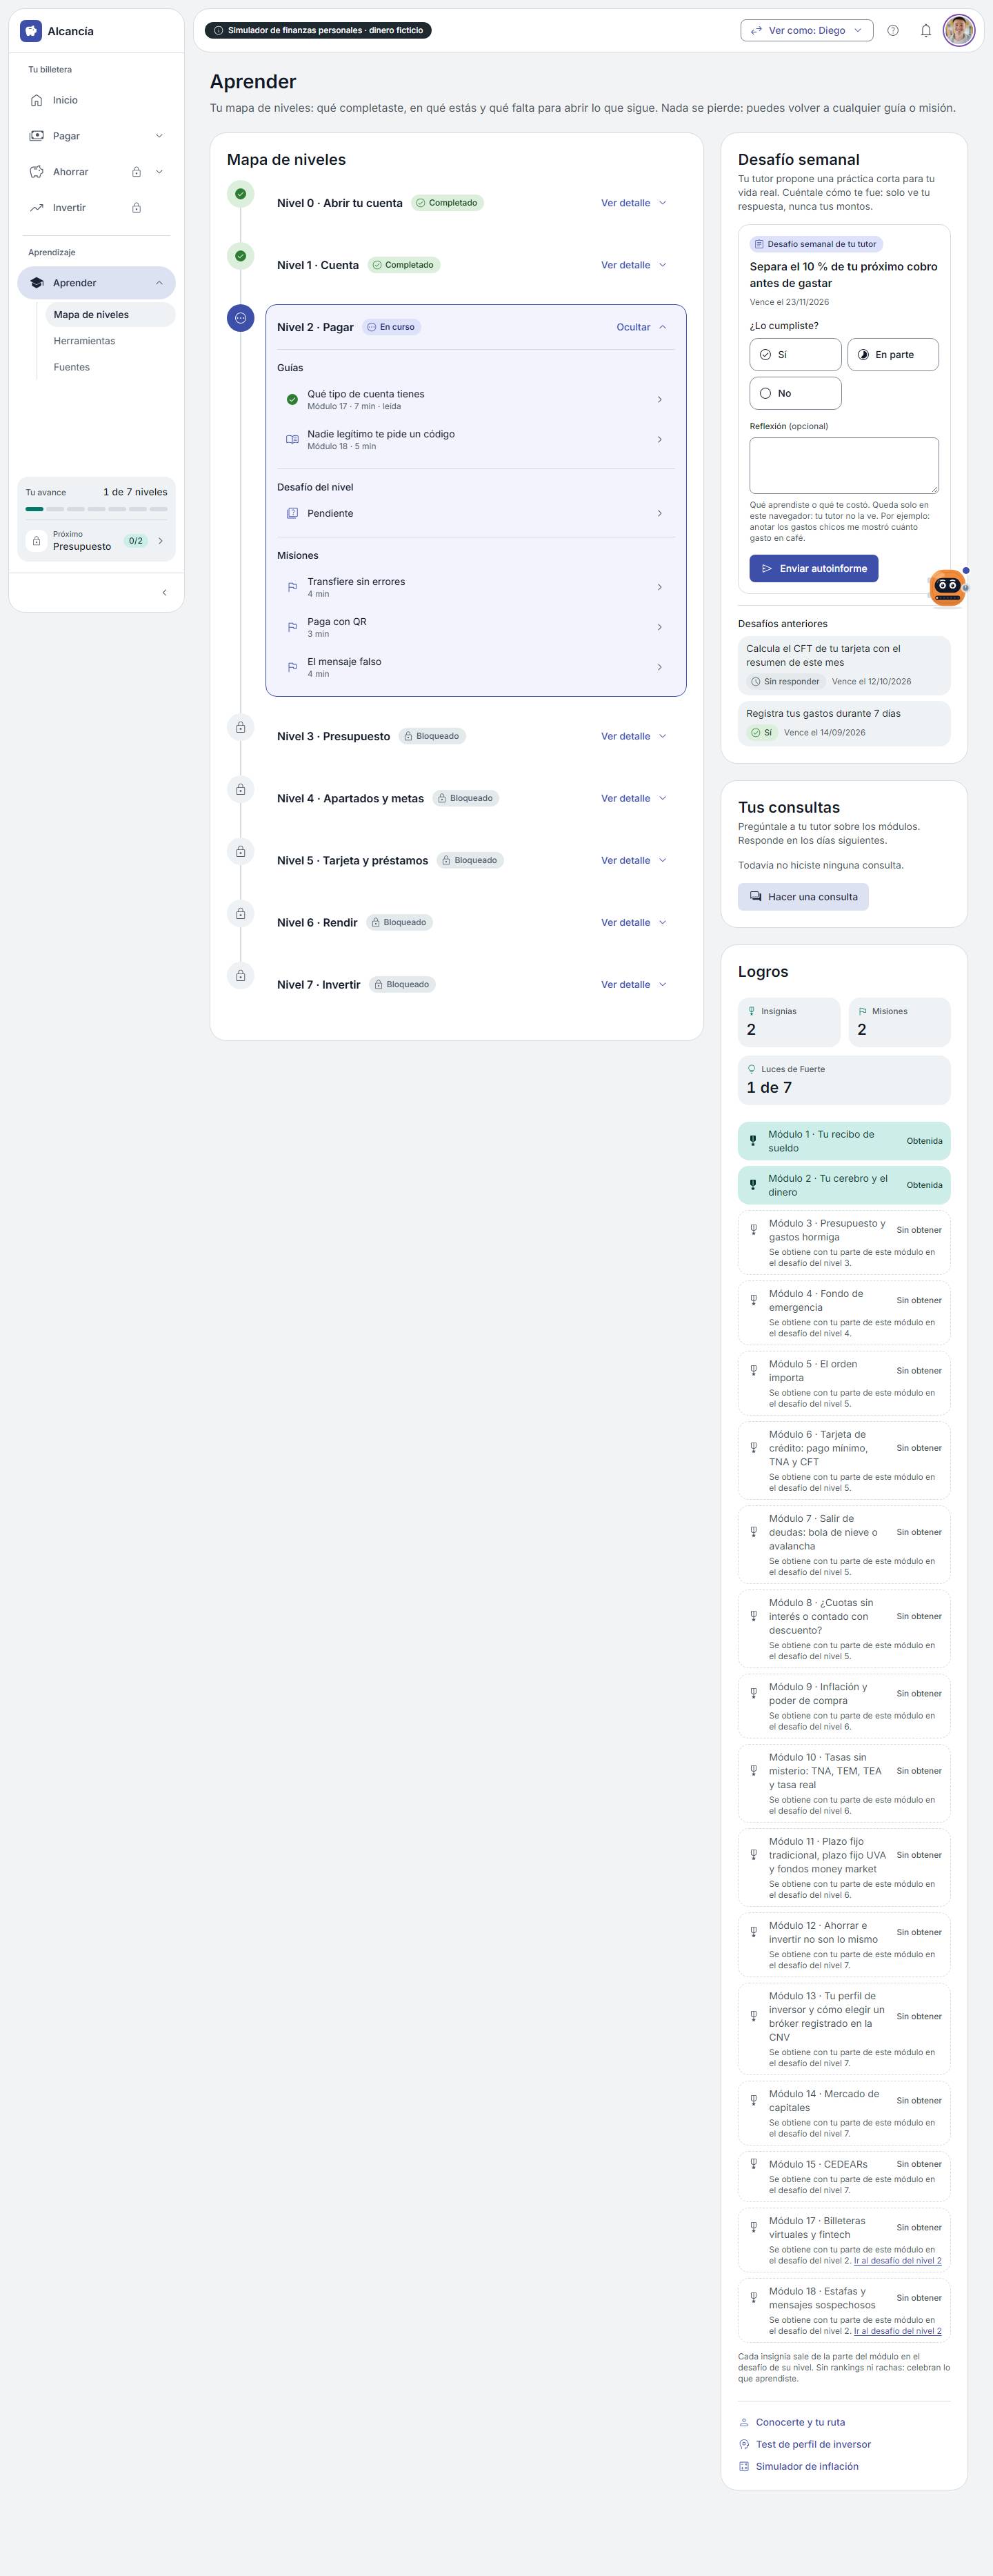 Alcancía
Tu billetera
Inicio
Pagar
Ahorrar
Invertir
Aprendizaje
Aprender
Mapa de niveles
Herramientas
Fuentes
Tu avance
1 de 7 niveles
Próximo
Presupuesto
0/2
Simulador de finanzas personales · dinero ficticio
Ver como: Diego
Aprender
Tu mapa de niveles: qué completaste, en qué estás y qué falta para abrir lo que sigue. Nada se pierde: puedes volver a cualquier guía o misión.
Mapa de niveles
Nivel 0 · Abrir tu cuenta
Completado
Ver detalle
Nivel 1 · Cuenta
Completado
Ver detalle
Nivel 2 · Pagar
En curso
Ocultar
Guías
Qué tipo de cuenta tienes
Módulo 17 · 7 min · leída
Nadie legítimo te pide un código
Módulo 18 · 5 min
Desafío del nivel
Pendiente
Misiones
Transfiere sin errores
4 min
Paga con QR
3 min
El mensaje falso
4 min
Nivel 3 · Presupuesto
Bloqueado
Ver detalle
Nivel 4 · Apartados y metas
Bloqueado
Ver detalle
Nivel 5 · Tarjeta y préstamos
Bloqueado
Ver detalle
Nivel 6 · Rendir
Bloqueado
Ver detalle
Nivel 7 · Invertir
Bloqueado
Ver detalle
Desafío semanal
Tu tutor propone una práctica corta para tu
vida real. Cuéntale cómo te fue: solo ve tu
respuesta, nunca tus montos.
Desafío semanal de tu tutor
Separa el 10 % de tu próximo cobro
antes de gastar
Vence el 23/11/2026
¿Lo cumpliste?
Sí
En parte
No
Reflexión (opcional)
Qué aprendiste o qué te costó. Queda solo en
este navegador: tu tutor no la ve. Por ejemplo:
anotar los gastos chicos me mostró cuánto
gasto en café.
Enviar autoinforme
Desafíos anteriores
Calcula el CFT de tu tarjeta con el
resumen de este mes
Sin responder
Vence el 12/10/2026
Registra tus gastos durante 7 días
Sí
Vence el 14/09/2026
Tus consultas
Pregúntale a tu tutor sobre los módulos.
Responde en los días siguientes.
Todavía no hiciste ninguna consulta.
Hacer una consulta
Logros
Insignias
2
Misiones
2
Luces de Fuerte
1 de 7
Módulo 1 · Tu recibo de
sueldo
Obtenida
Módulo 2 · Tu cerebro y el
dinero
Obtenida
Módulo 3 · Presupuesto y
gastos hormiga
Sin obtener
Se obtiene con tu parte de este módulo en
el desafío del nivel 3.
Módulo 4 · Fondo de
emergencia
Sin obtener
Se obtiene con tu parte de este módulo en
el desafío del nivel 4.
Módulo 5 · El orden
importa
Sin obtener
Se obtiene con tu parte de este módulo en
el desafío del nivel 5.
Módulo 6 · Tarjeta de
crédito: pago mínimo,
TNA y CFT
Sin obtener
Se obtiene con tu parte de este módulo en
el desafío del nivel 5.
Módulo 7 · Salir de
deudas: bola de nieve o
avalancha
Sin obtener
Se obtiene con tu parte de este módulo en
el desafío del nivel 5.
Módulo 8 · ¿Cuotas sin
interés o contado con
descuento?
Sin obtener
Se obtiene con tu parte de este módulo en
el desafío del nivel 5.
Módulo 9 · Inflación y
poder de compra
Sin obtener
Se obtiene con tu parte de este módulo en
el desafío del nivel 6.
Módulo 10 · Tasas sin
misterio: TNA, TEM, TEA
y tasa real
Sin obtener
Se obtiene con tu parte de este módulo en
el desafío del nivel 6.
Módulo 11 · Plazo fijo
tradicional, plazo fijo UVA
y fondos money market
Sin obtener
Se obtiene con tu parte de este módulo en
el desafío del nivel 6.
Módulo 12 · Ahorrar e
invertir no son lo mismo
Sin obtener
Se obtiene con tu parte de este módulo en
el desafío del nivel 7.
Módulo 13 · Tu perfil de
inversor y cómo elegir un
bróker registrado en la
CNV
Sin obtener
Se obtiene con tu parte de este módulo en
el desafío del nivel 7.
Módulo 14 · Mercado de
capitales
Sin obtener
Se obtiene con tu parte de este módulo en
el desafío del nivel 7.
Módulo 15 · CEDEARs
Sin obtener
Se obtiene con tu parte de este módulo en
el desafío del nivel 7.
Módulo 17 · Billeteras
virtuales y fintech
Sin obtener
Se obtiene con tu parte de este módulo en
el desafío del nivel 2. Ir al desafío del nivel 2
Módulo 18 · Estafas y
mensajes sospechosos
Sin obtener
Se obtiene con tu parte de este módulo en
el desafío del nivel 2. Ir al desafío del nivel 2
Cada insignia sale de la parte del módulo en el
desafío de su nivel. Sin rankings ni rachas: celebran lo
que aprendiste.
Conocerte y tu ruta
Test de perfil de inversor
Simulador de inflación